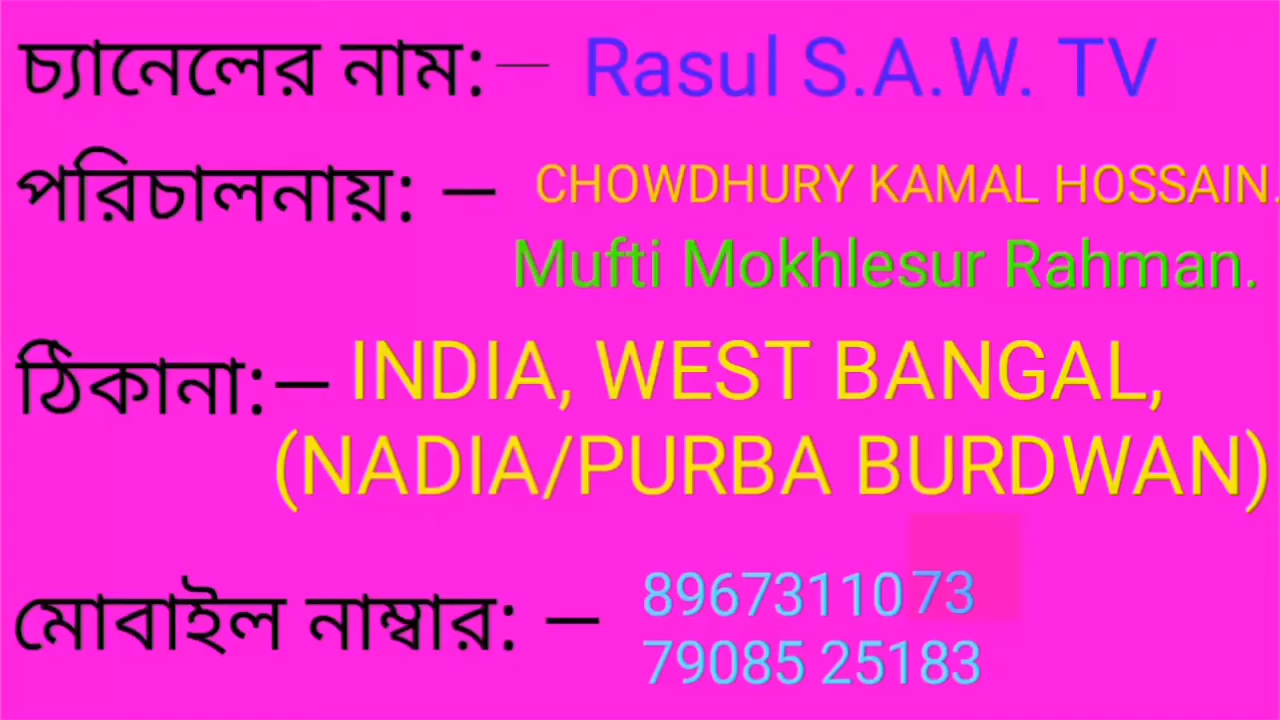 চ্যানেলের নাম:— Rasul S.A.W. TV
পরিচালনায়: — CHOWDHURY KAMAL HOSSAIN.
Mufti Mokhlesur Rahman.
ঠিকানা:— INDIA, WEST BANGAL,
(NADIA/PURBA BURDWAN)
মোবাইল নাম্বার: — 8967311073
79085 25183